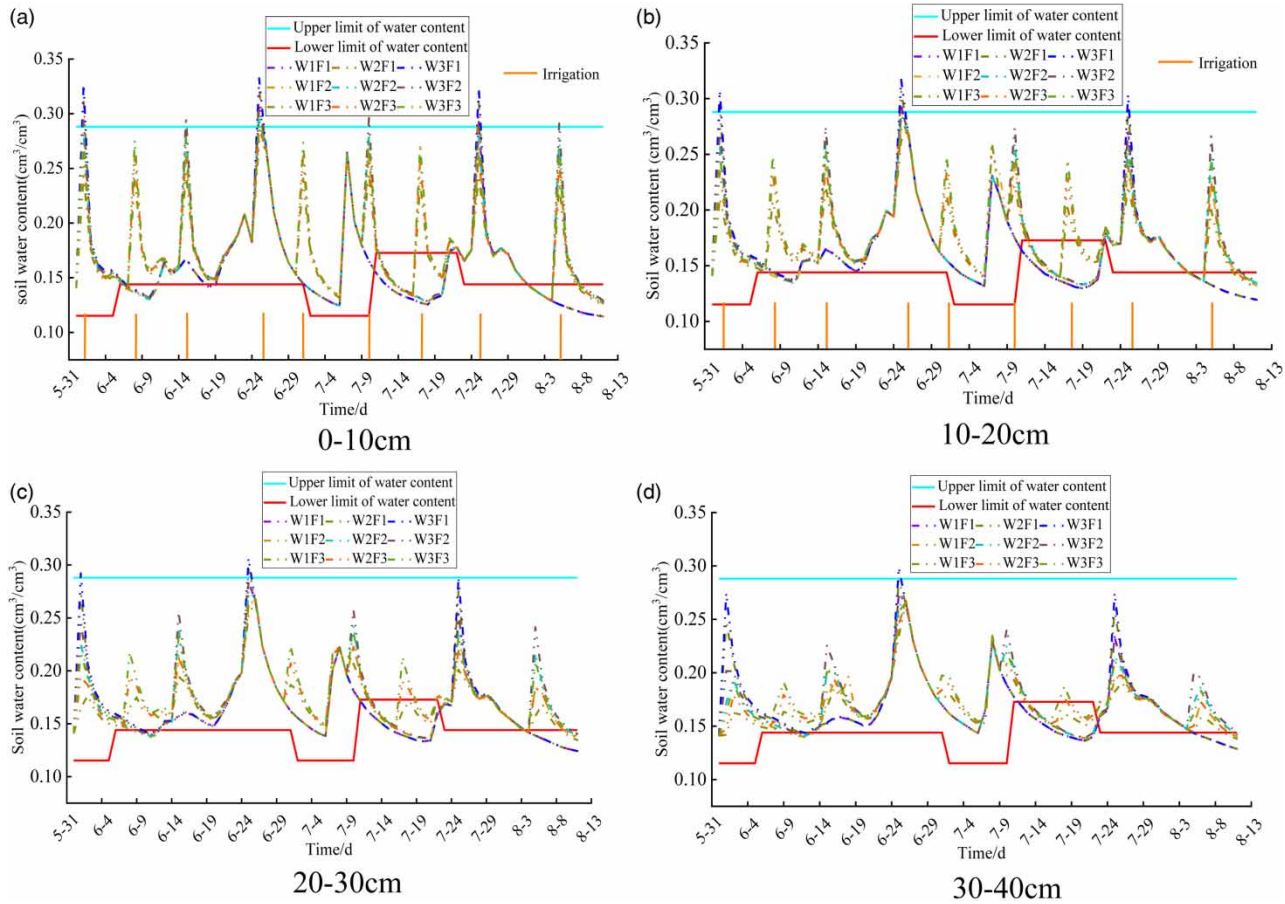 (a)
Upper limit of water content
Lower limit of water content
W1F1 W2F1 W3F1
W1F2 W2F2 W3F2
W1F3 W2F3 W3F3
Irrigation
soil water content(cm³/cm³)
0.35
0.30
0.25
0.20
0.15
0.10
5-31 6-4 6-9 6-14 6-19 6-24 6-29 7-4 7-9 7-14 7-19 7-24 7-29 8-3 8-8 8-13
Time/d
0-10cm
(b)
Upper limit of water content
Lower limit of water content
W1F1 W2F1 W3F1
W1F2 W2F2 W3F2
W1F3 W2F3 W3F3
Irrigation
Soil water content (cm³/cm³)
0.35
0.30
0.25
0.20
0.15
0.10
5-31 6-4 6-9 6-14 6-19 6-24 6-29 7-4 7-9 7-14 7-19 7-24 7-29 8-3 8-8 8-13
Time/d
10-20cm
(c)
Upper limit of water content
Lower limit of water content
W1F1 W2F1 W3F1
W1F2 W2F2 W3F2
W1F3 W2F3 W3F3
Soil water content(cm³/cm³)
0.35
0.30
0.25
0.20
0.15
0.10
5-31 6-4 6-9 6-14 6-19 6-24 6-29 7-4 7-9 7-14 7-19 7-24 7-29 8-3 8-8 8-13
Time/d
20-30cm
(d)
Upper limit of water content
Lower limit of water content
W1F1 W2F1 W3F1
W1F2 W2F2 W3F2
W1F3 W2F3 W3F3
Soil water content(cm³/cm³)
0.35
0.30
0.25
0.20
0.15
0.10
5-31 6-4 6-9 6-14 6-19 6-24 6-29 7-4 7-9 7-14 7-19 7-24 7-29 8-3 8-8 8-13
Time/d
30-40cm